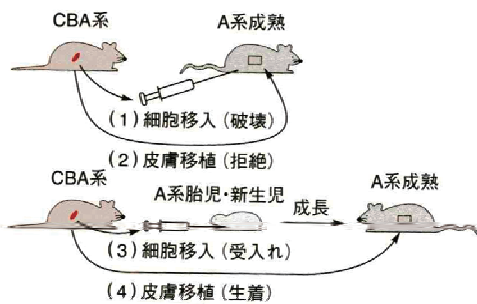 CBA系
A系成熟
(1)細胞移入(破壊)
(2)皮膚移植(拒絶)
CBA系
A系胎児・新生児
成長
A系成熟
(3)細胞移入(受入れ)
(4)皮膚移植(生着)